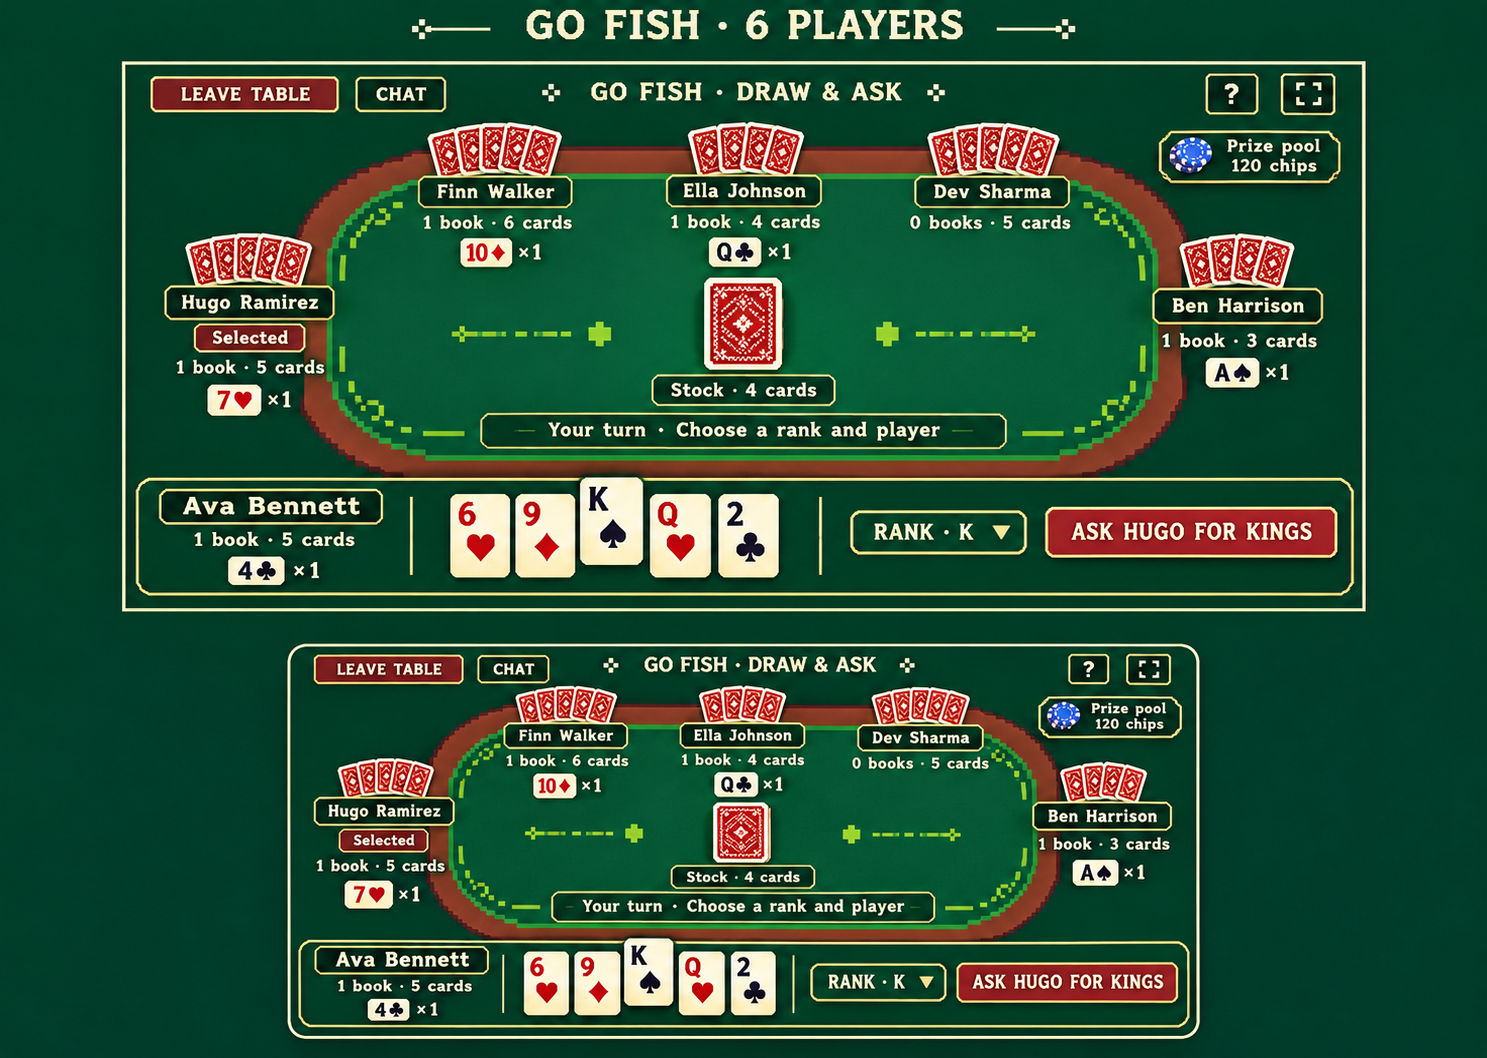 GO FISH · 6 PLAYERS
LEAVE TABLE
CHAT
GO FISH · DRAW & ASK
?
Prize pool
120 chips
Finn Walker
1 book · 6 cards
10♦ ×1
Ella Johnson
1 book · 4 cards
Q♣ ×1
Dev Sharma
0 books · 5 cards
Hugo Ramirez
Selected
1 book · 5 cards
7♥ ×1
Ben Harrison
1 book · 3 cards
A♠ ×1
Stock · 4 cards
Your turn · Choose a rank and player
Ava Bennett
1 book · 5 cards
4♣ ×1
6♥ 9♦ K♠ Q♥ 2♣
RANK · K
ASK HUGO FOR KINGS
LEAVE TABLE
CHAT
GO FISH · DRAW & ASK
?
Prize pool
120 chips
Finn Walker
1 book · 6 cards
10♦ ×1
Ella Johnson
1 book · 4 cards
Q♣ ×1
Dev Sharma
0 books · 5 cards
Hugo Ramirez
Selected
1 book · 5 cards
7♥ ×1
Ben Harrison
1 book · 3 cards
A♠ ×1
Stock · 4 cards
Your turn · Choose a rank and player
Ava Bennett
1 book · 5 cards
4♣ ×1
6♥ 9♦ K♠ Q♥ 2♣
RANK · K
ASK HUGO FOR KINGS